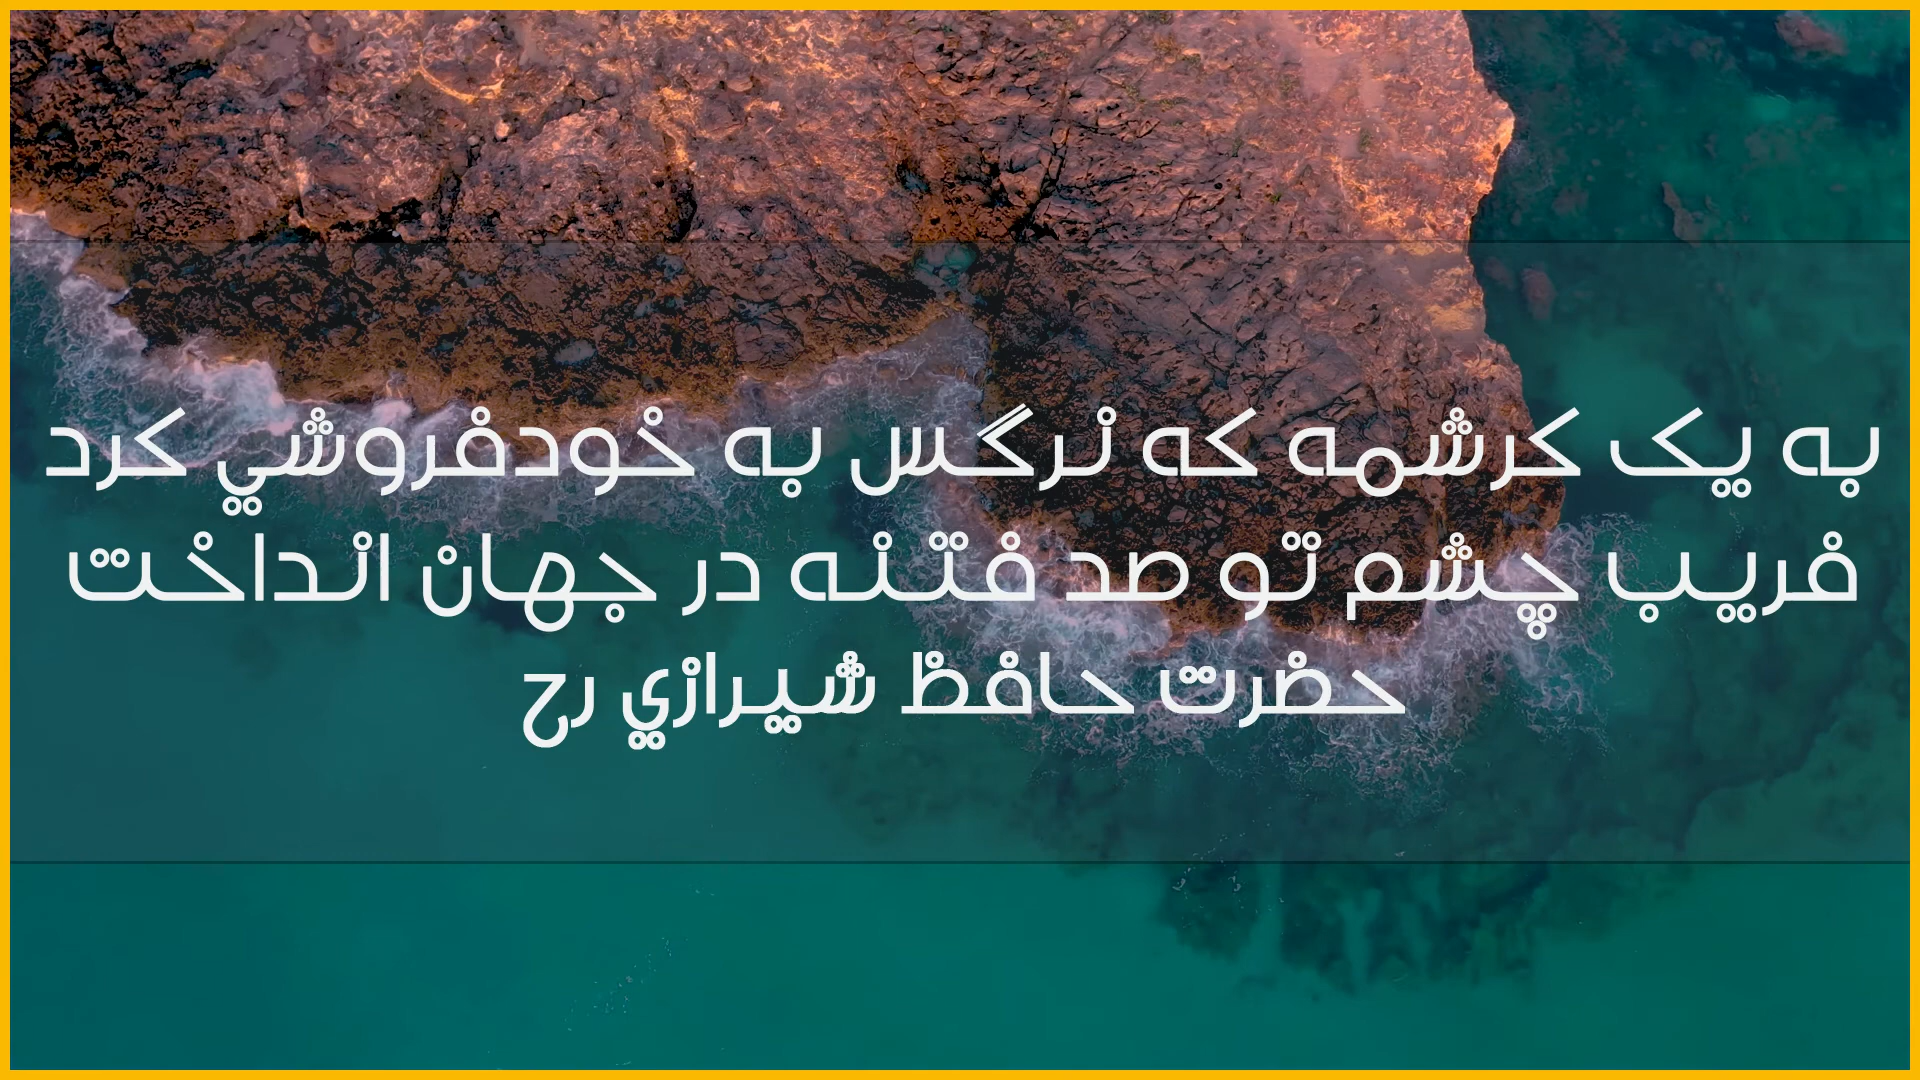 به یک کرشمه که نرگس به خودفروشي کرد
فریب چشم تو صد فتنه در جهان انداخت
حضرت حافظ شیرازي رح